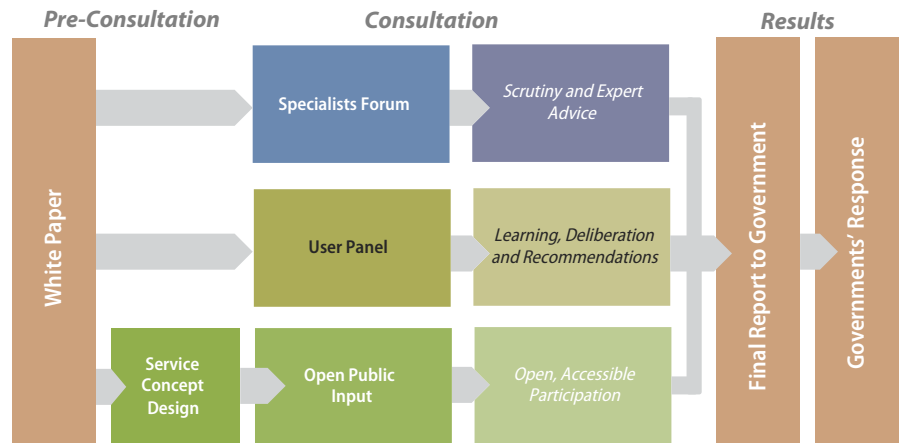 Pre-Consultation
Consultation
Results
White Paper
Specialists Forum
Scrutiny and Expert
Advice
User Panel
Learning, Deliberation
and Recommendations
Service
Concept
Design
Open Public
Input
Open, Accessible
Participation
Final Report to Government
Governments’ Response